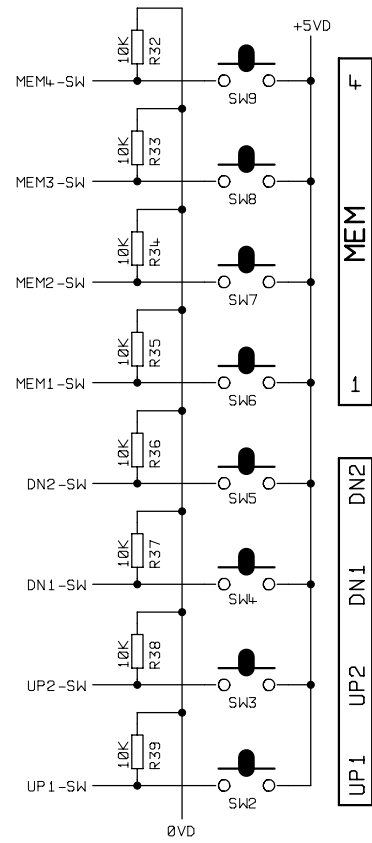 +5VD
10K
R32
MEM4-SW
SW9
4
10K
R33
MEM3-SW
SW8
MEM
10K
R34
MEM2-SW
SW7
10K
R35
MEM1-SW
SW6
1
10K
R36
DN2-SW
SW5
DN2
10K
R37
DN1-SW
SW4
DN1
10K
R38
UP2-SW
SW3
UP2
10K
R39
UP1-SW
SW2
UP1
0VD